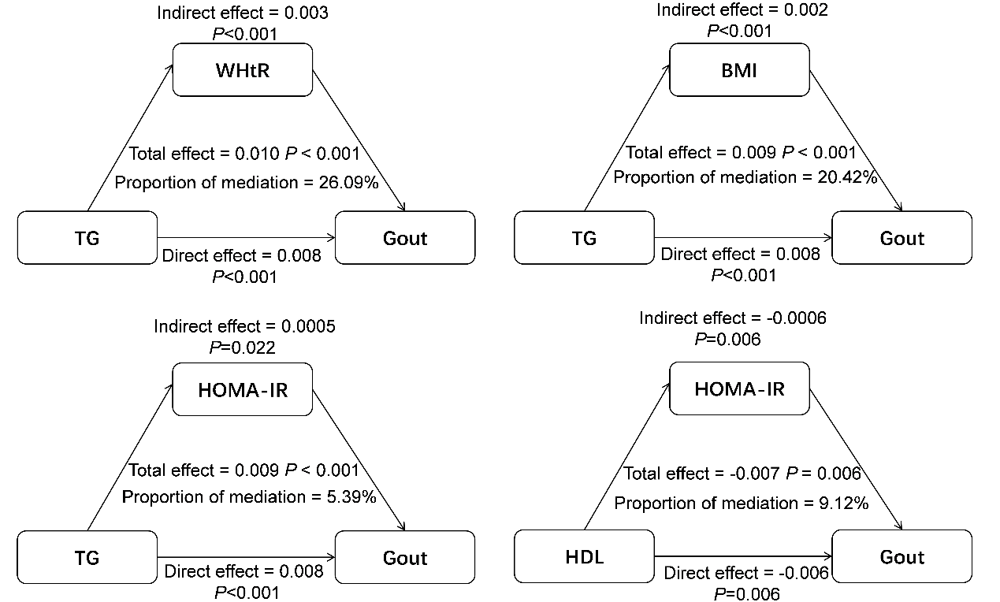 Indirect effect = 0.003
P<0.001
WHtR
Total effect = 0.010 P < 0.001
Proportion of mediation = 26.09%
TG
Gout
Direct effect = 0.008
P<0.001
Indirect effect = 0.002
P<0.001
BMI
Total effect = 0.009 P < 0.001
Proportion of mediation = 20.42%
TG
Gout
Direct effect = 0.008
P<0.001
Indirect effect = 0.0005
P=0.022
HOMA-IR
Total effect = 0.009 P < 0.001
Proportion of mediation = 5.39%
TG
Gout
Direct effect = 0.008
P<0.001
Indirect effect = -0.0006
P=0.006
HOMA-IR
Total effect = -0.007 P = 0.006
Proportion of mediation = 9.12%
HDL
Gout
Direct effect = -0.006
P=0.006